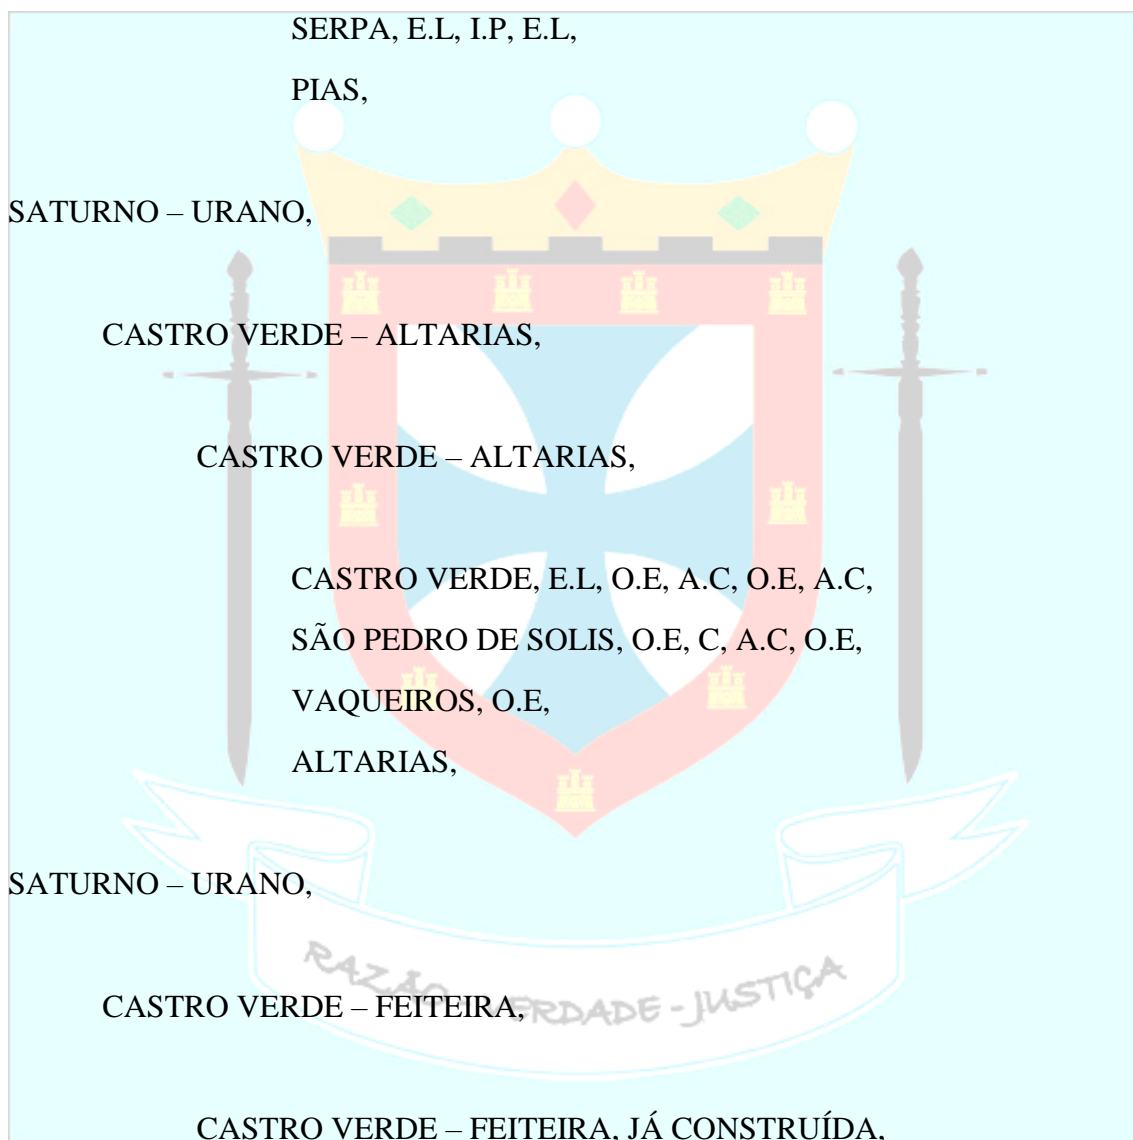 SERPA, E.L, I.P, E.L,
PIAS,
SATURNO – URANO,
CASTRO VERDE – ALTARIAS,
CASTRO VERDE – ALTARIAS,
CASTRO VERDE, E.L, O.E, A.C, O.E, A.C,
SÃO PEDRO DE SOLIS, O.E, C, A.C, O.E,
VAQUEIROS, O.E,
ALTARIAS,
SATURNO – URANO,
RAZÃO - VERDADE - JUSTIÇA
CASTRO VERDE – FEITEIRA,
CASTRO VERDE – FEITEIRA, JÁ CONSTRUÍDA,